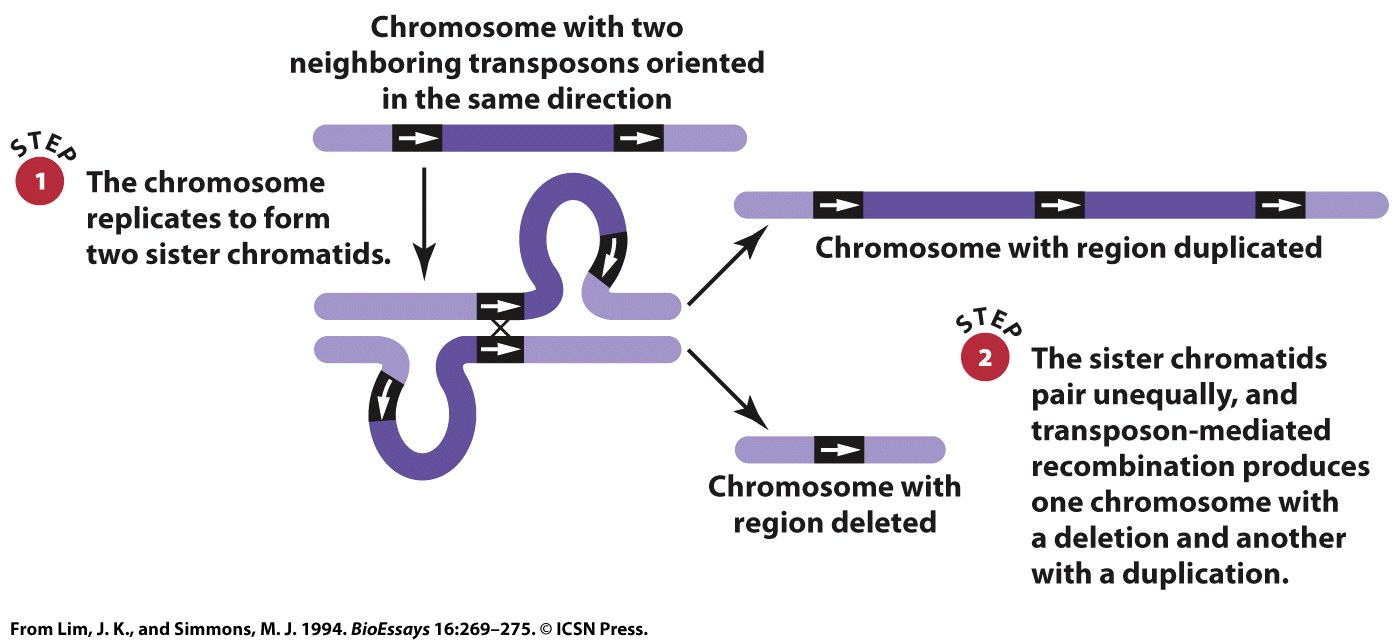 Chromosome with two
neighboring transposons oriented
in the same direction
STEP
1
The chromosome
replicates to form
two sister chromatids.
Chromosome with region duplicated
STEP
2
The sister chromatids
pair unequally, and
transposon-mediated
recombination produces
one chromosome with
a deletion and another
with a duplication.
Chromosome with
region deleted
From Lim, J. K., and Simmons, M. J. 1994. BioEssays 16:269–275. © ICSN Press.